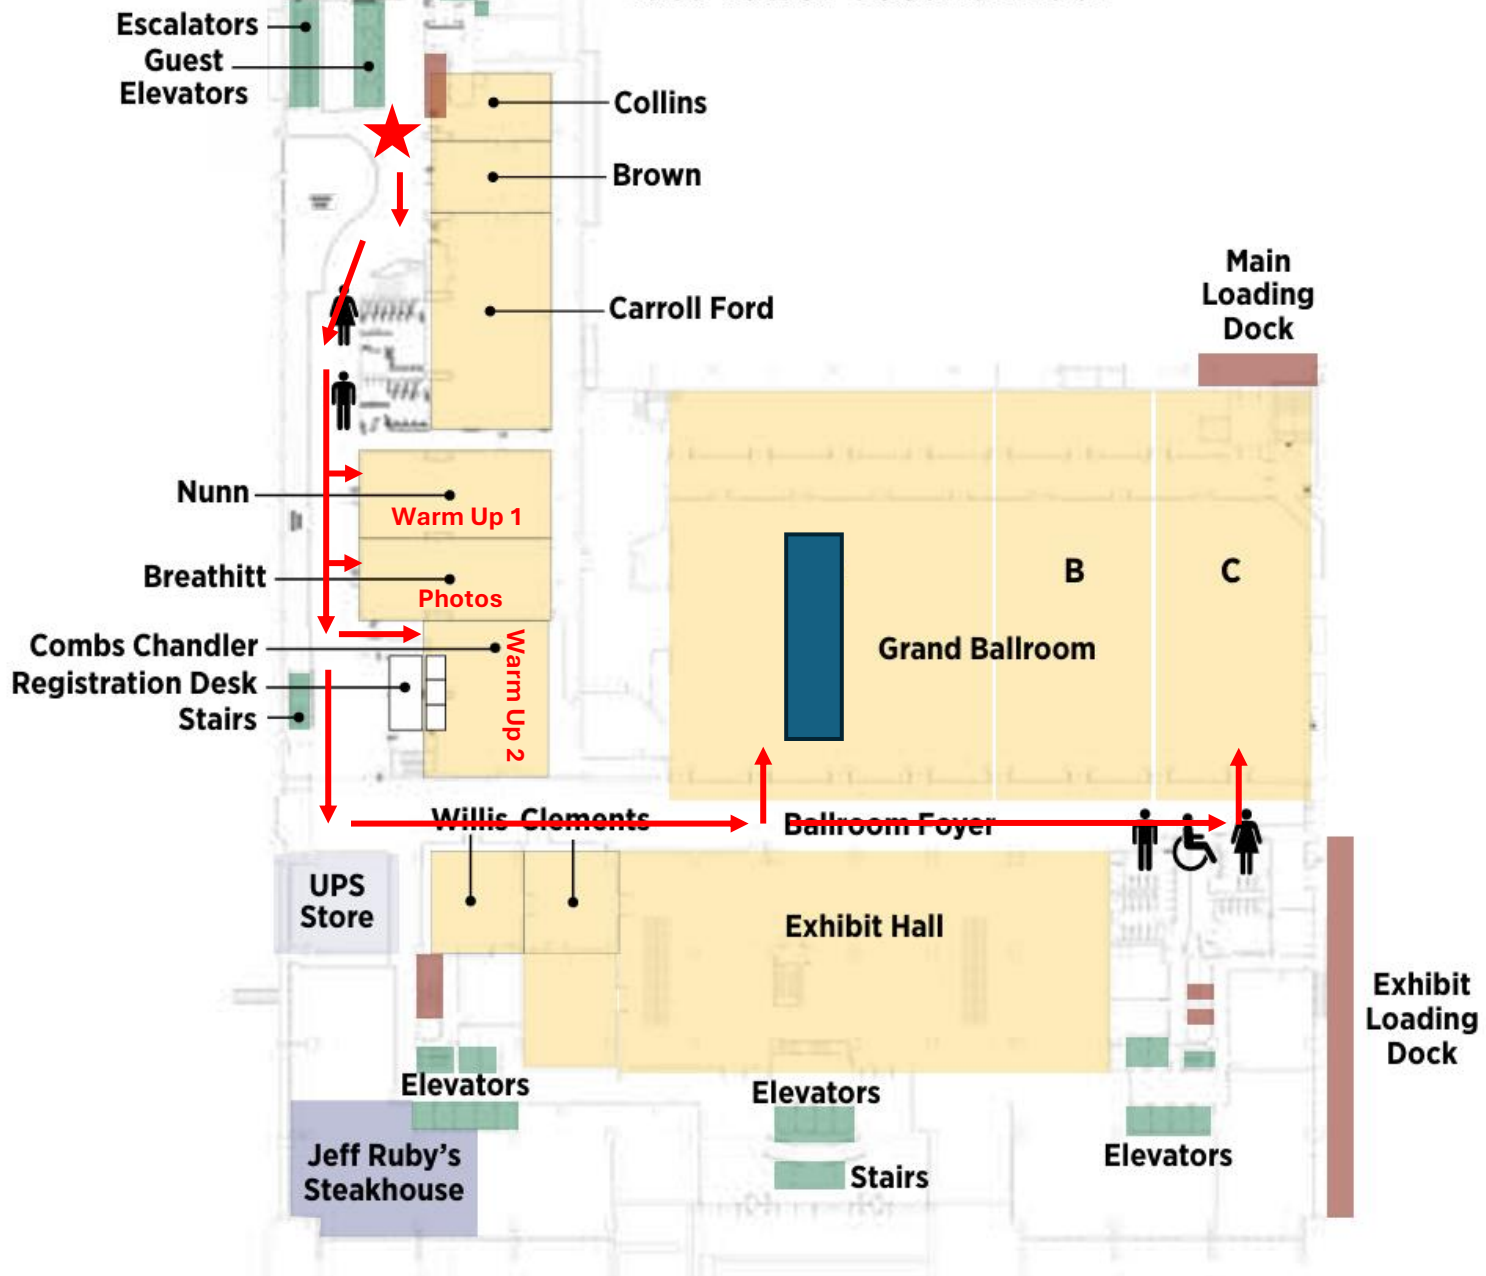 Escalators
Guest
Elevators
Collins
Brown
Carroll Ford
Main
Loading
Dock
Nunn
Warm Up 1
Breathitt
Photos
Combs Chandler
Registration Desk
Stairs
Warm Up 2
B
C
Grand Ballroom
Willis
Clements
Ballroom Foyer
UPS
Store
Exhibit Hall
Exhibit
Loading
Dock
Elevators
Elevators
Elevators
Stairs
Jeff Ruby's
Steakhouse